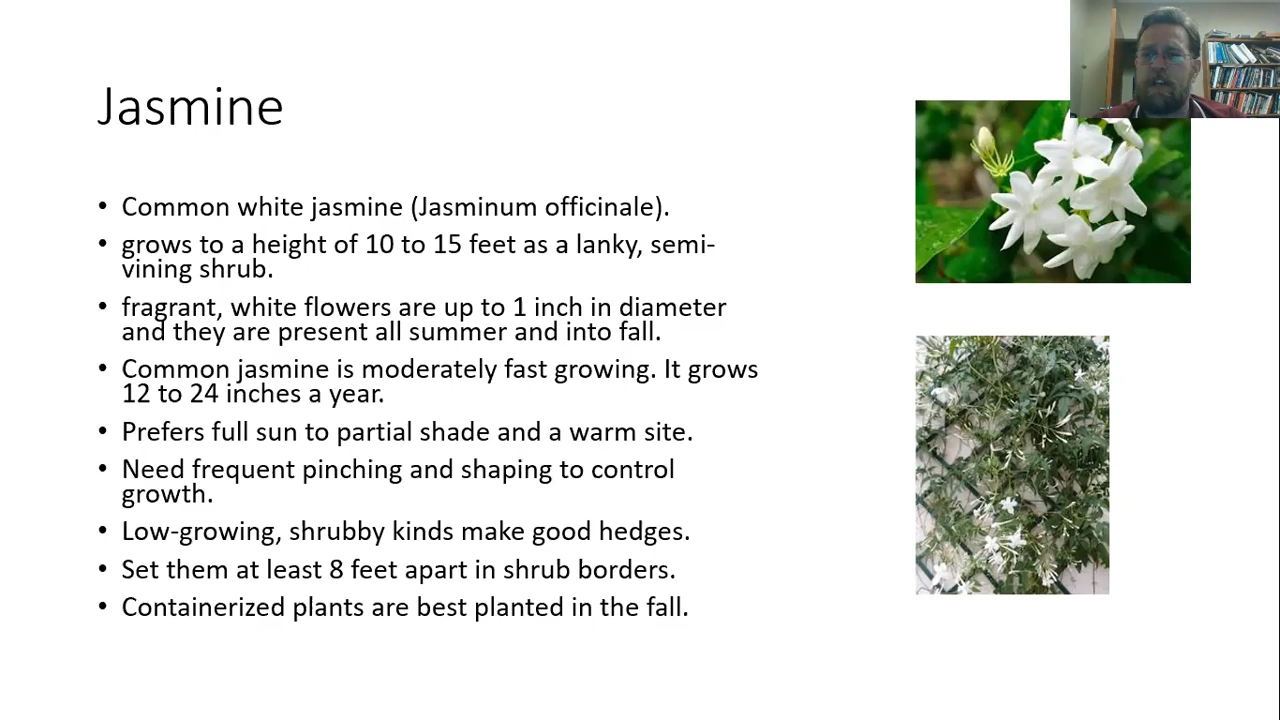 Jasmine
• Common white jasmine (Jasminum officinale).
• grows to a height of 10 to 15 feet as a lanky, semi-
vining shrub.
• fragrant, white flowers are up to 1 inch in diameter
and they are present all summer and into fall.
• Common jasmine is moderately fast growing. It grows
12 to 24 inches a year.
• Prefers full sun to partial shade and a warm site.
• Need frequent pinching and shaping to control
growth.
• Low-growing, shrubby kinds make good hedges.
• Set them at least 8 feet apart in shrub borders.
• Containerized plants are best planted in the fall.